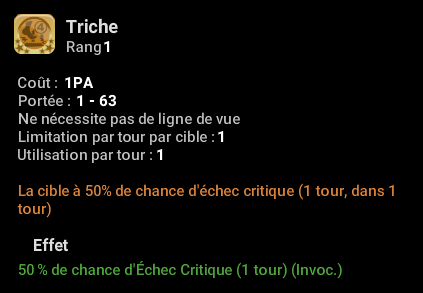 Triche
Rang 1
Coût : 1PA
Portée : 1 - 63
Ne nécessite pas de ligne de vue
Limitation par tour par cible : 1
Utilisation par tour : 1
La cible à 50% de chance d'échec critique (1 tour, dans 1
tour)
Effet
50 % de chance d'Échec Critique (1 tour) (Invoc.)